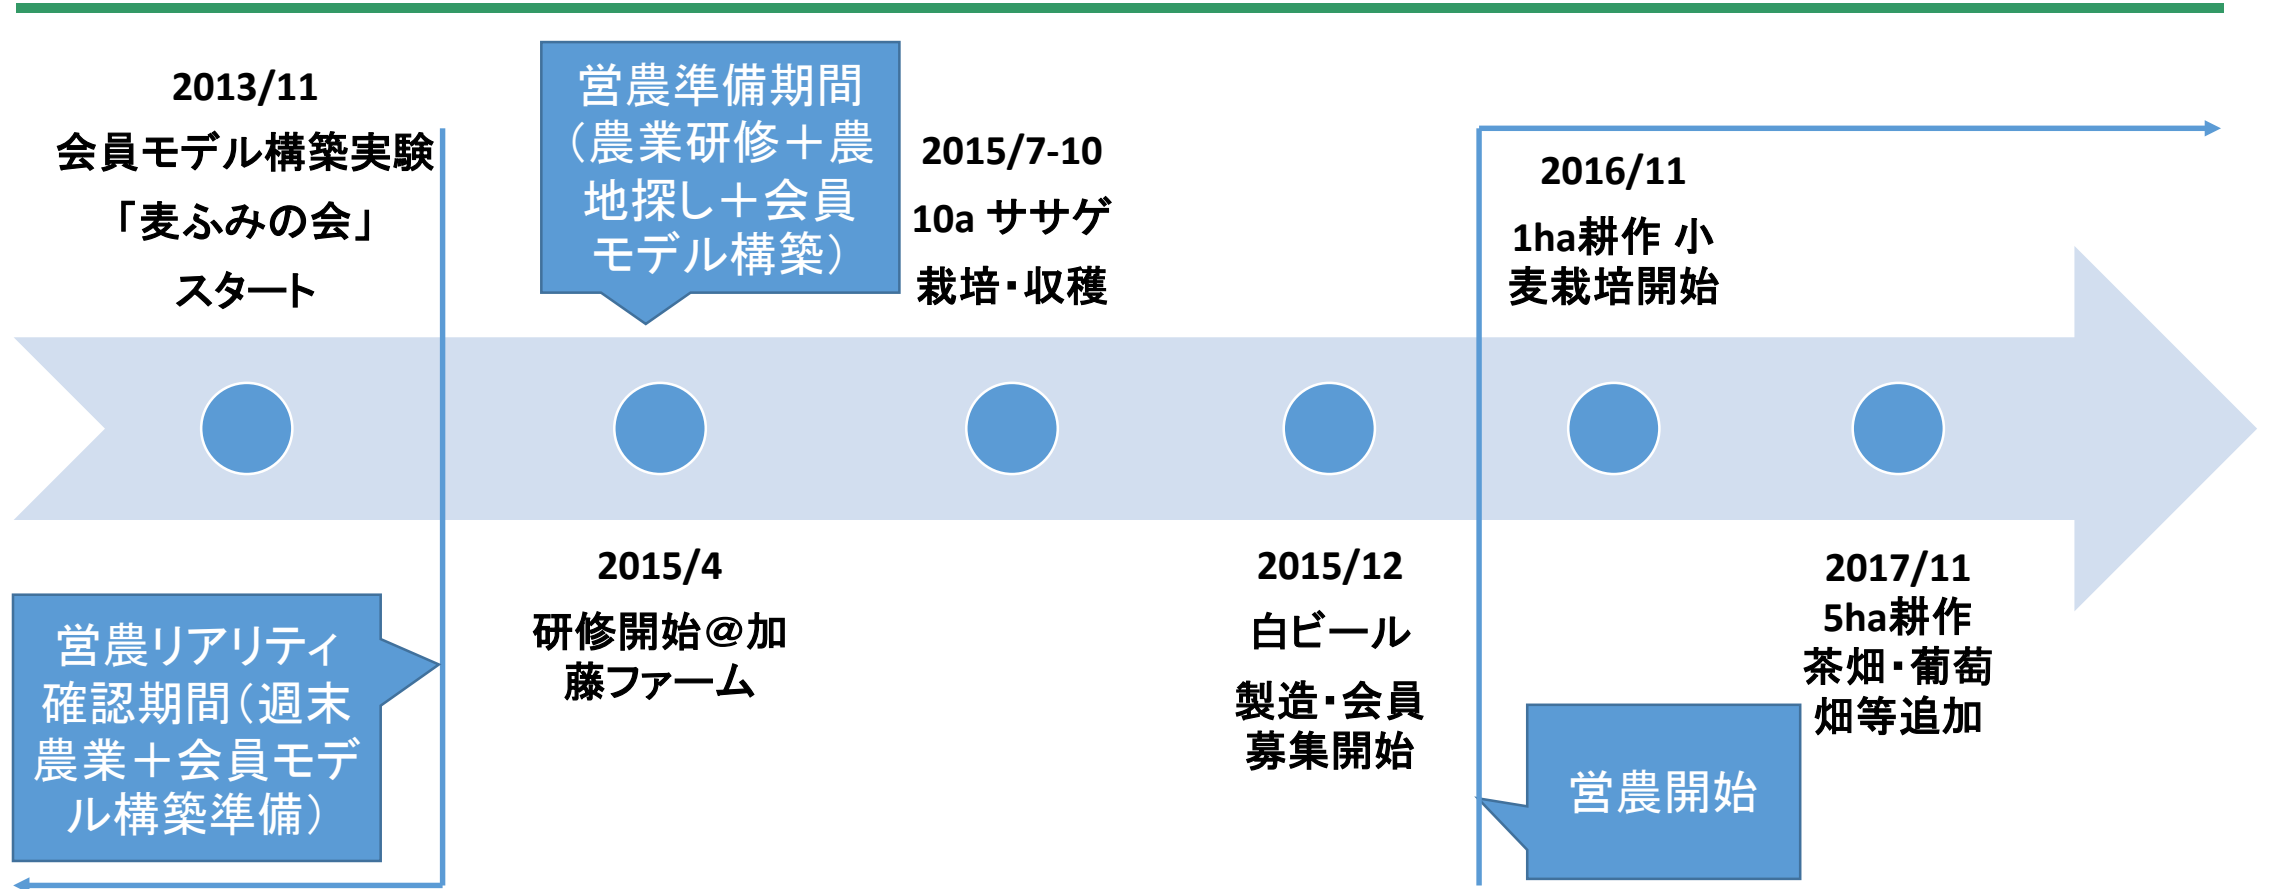 2013/11
会員モデル構築実験
「麦ふみの会」
スタート
営農準備期間
（農業研修＋農
地探し＋会員
モデル構築）
2015/7-10
10a ササゲ
栽培・収穫
2016/11
1ha耕作 小
麦栽培開始
営農リアリティ
確認期間（週末
農業＋会員モデ
ル構築準備）
2015/4
研修開始＠加
藤ファーム
2015/12
白ビール
製造・会員
募集開始
営農開始
2017/11
5ha耕作
茶畑・葡萄
畑等追加